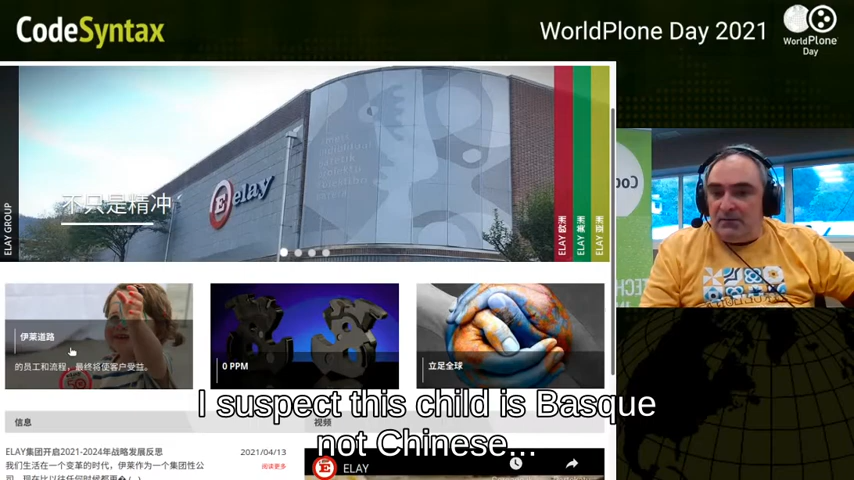 CodeSyntax
WorldPlone Day 2021
WorldPlone
Day
不只是精冲
elay
ELAY GROUP
ELAY 欧洲
ELAY 美洲
ELAY 亚洲
伊莱道路
的员工和流程，最终将使客户受益。
0 PPM
立足全球
I suspect this child is Basque
not Chinese...
信息
视频
ELAY集团开启2021-2024年战略发展反思
2021/04/13
我们生活在一个变革的时代，伊莱作为一个集团性公
阅读更多
ELAY